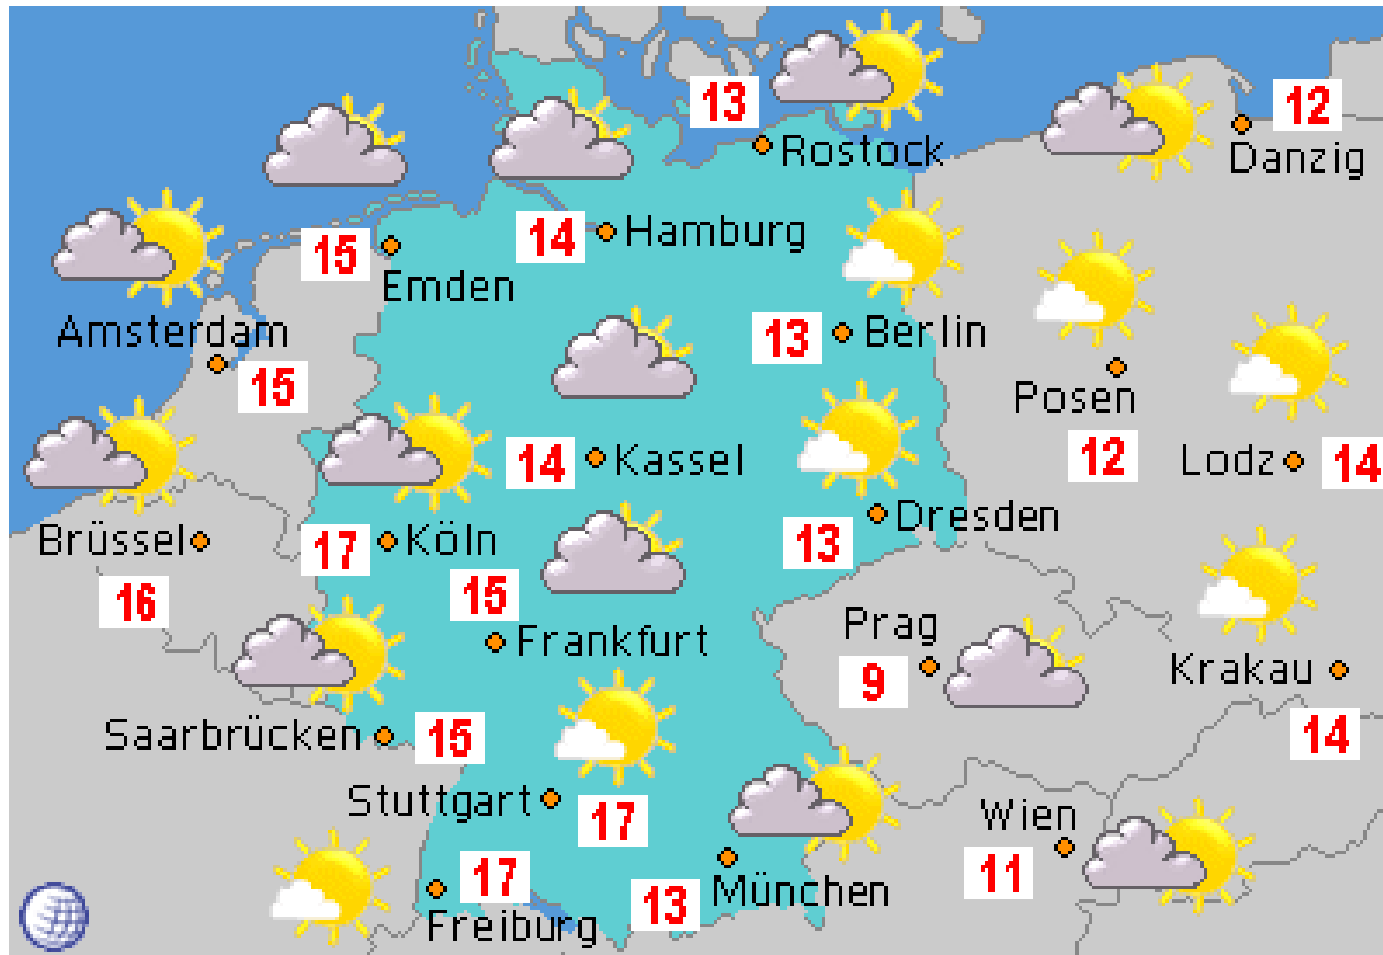 13
Rostock
12
Danzig
14
Hamburg
15
Emden
Amsterdam
15
13
Berlin
Posen
12
Lodz
14
14
Kassel
Brüssel
16
17
Köln
Dresden
13
15
Frankfurt
Prag
9
Krakau
14
Saarbrücken
15
Stuttgart
17
Wien
11
17
Freiburg
13
München